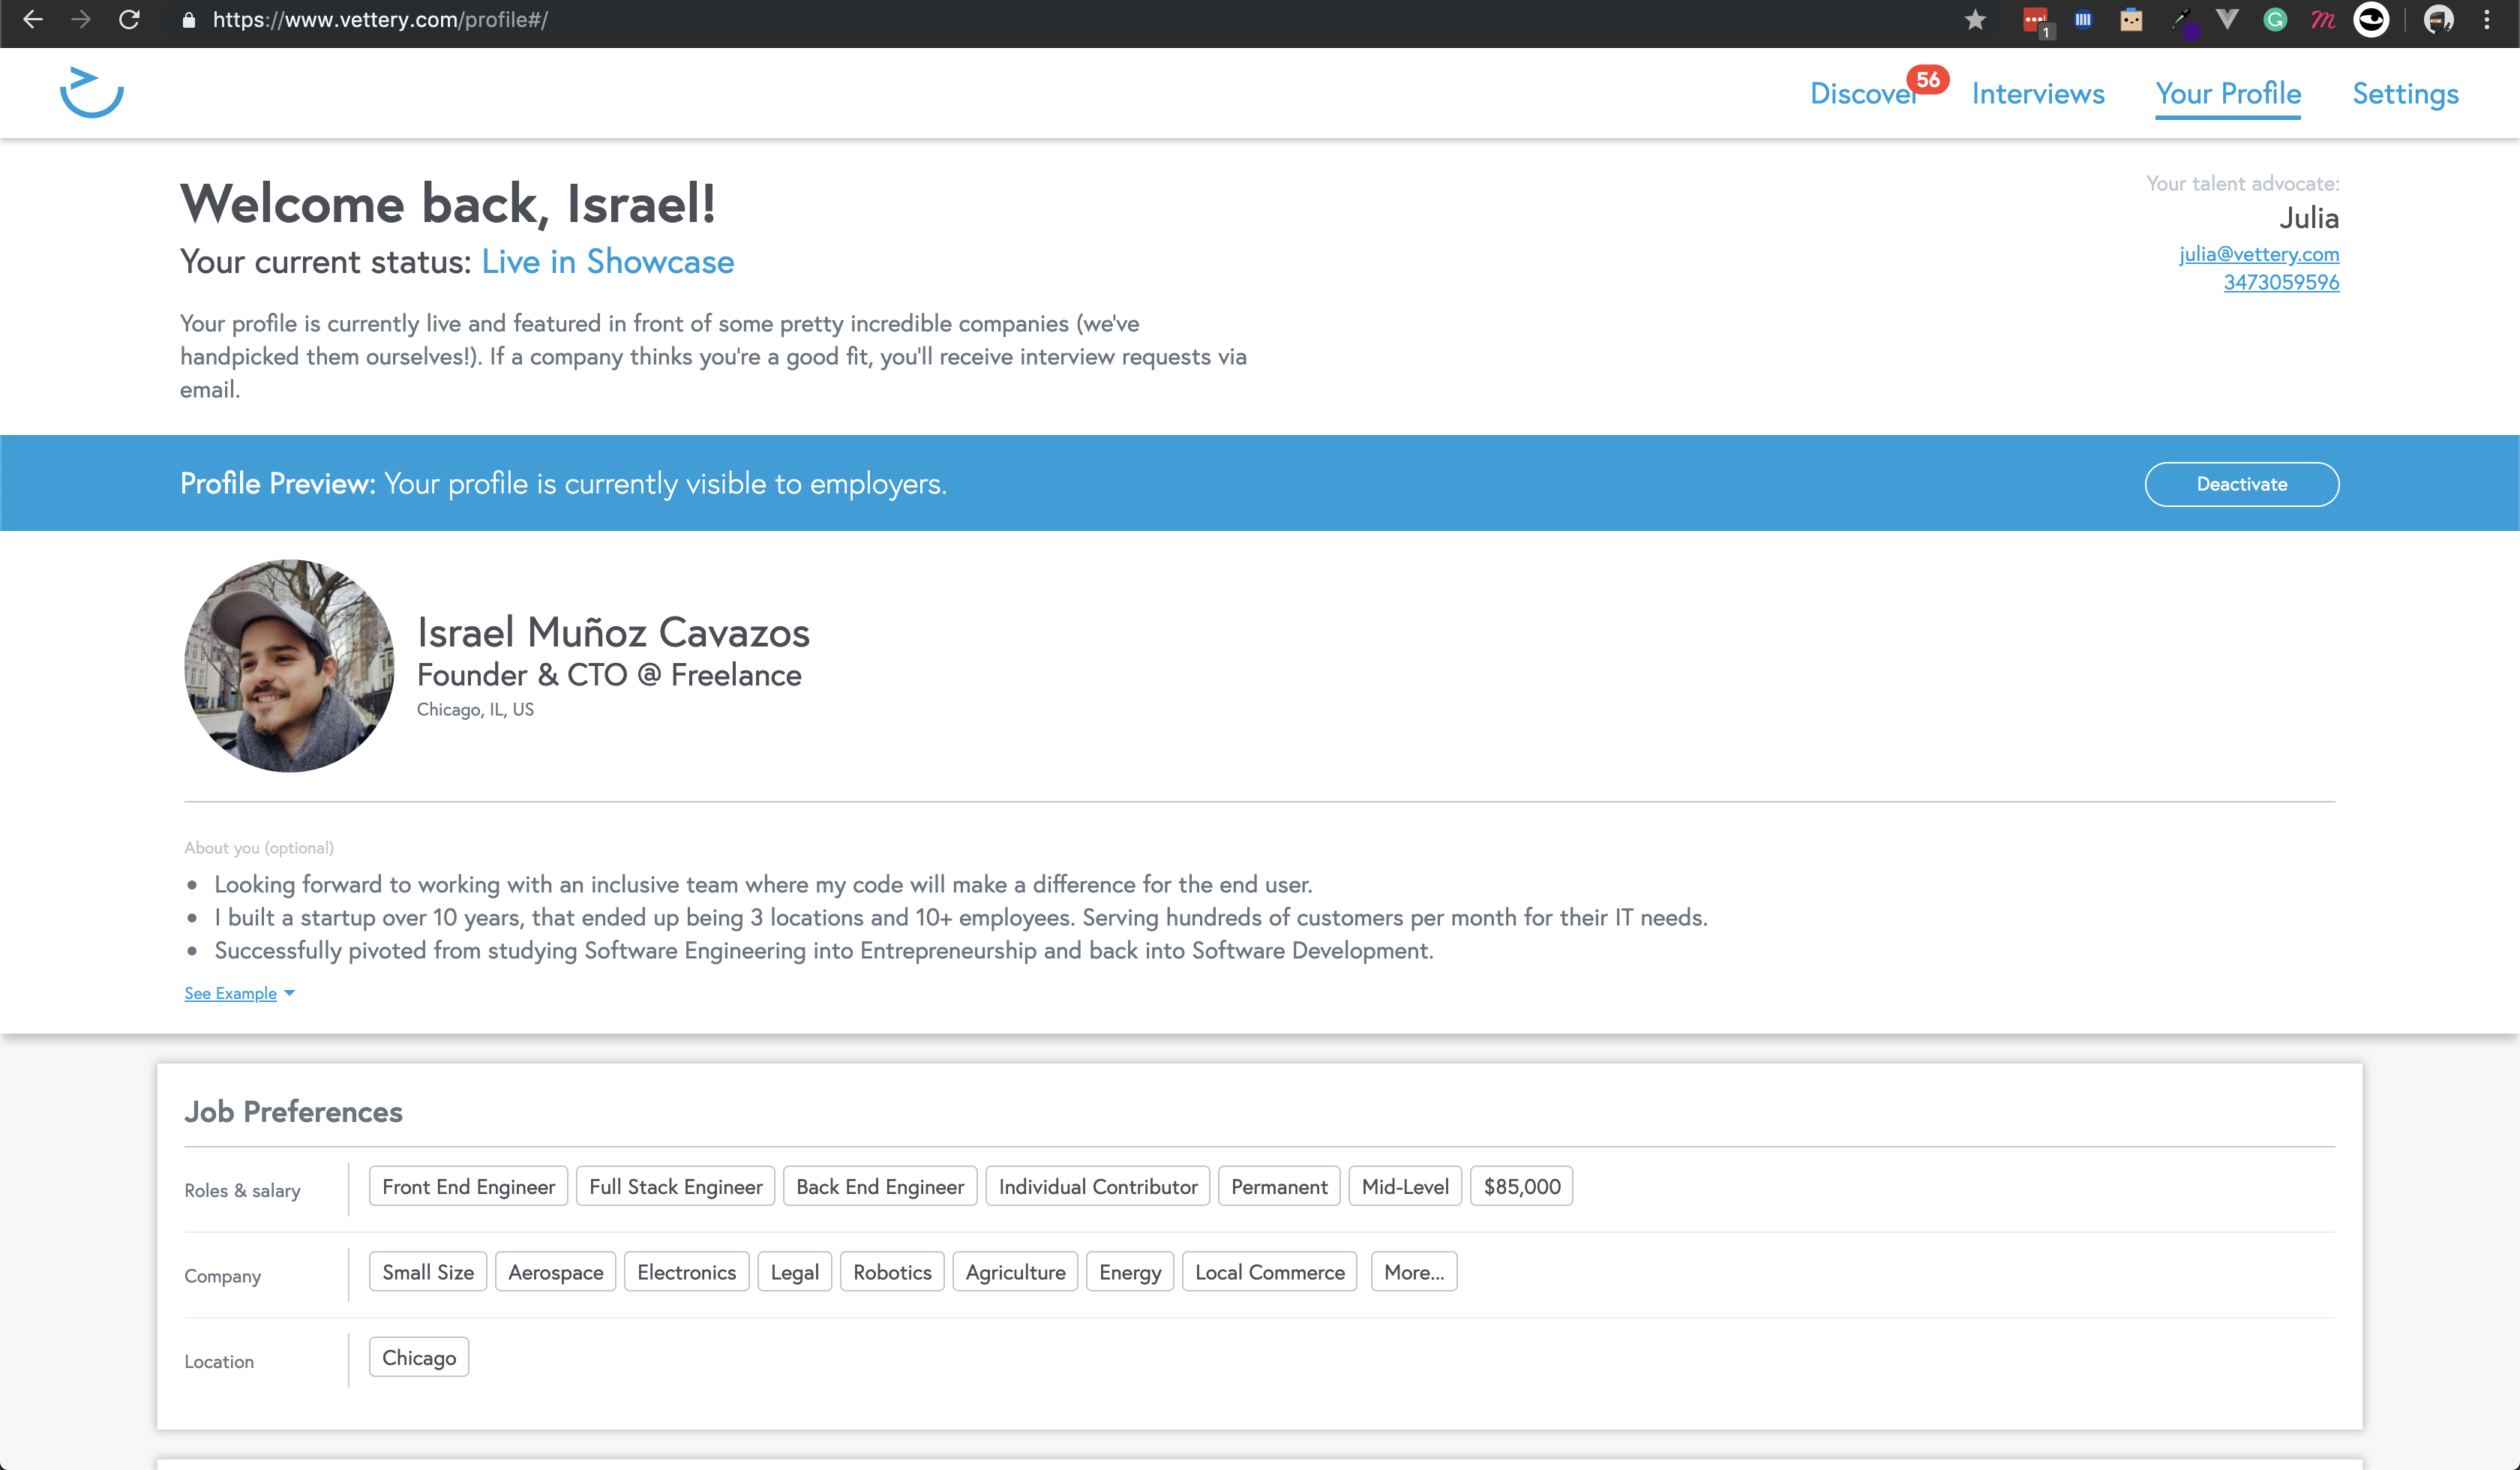 https://www.vettery.com/profile#/
1
Discover 56 Interviews Your Profile Settings
Welcome back, Israel!
Your current status: Live in Showcase
Your profile is currently live and featured in front of some pretty incredible companies (we've
handpicked them ourselves!). If a company thinks you're a good fit, you'll receive interview requests via
email.
Your talent advocate:
Julia
julia@vettery.com
3473059596
Profile Preview: Your profile is currently visible to employers.
Deactivate
Israel Muñoz Cavazos
Founder & CTO @ Freelance
Chicago, IL, US
About you (optional)
• Looking forward to working with an inclusive team where my code will make a difference for the end user.
• I built a startup over 10 years, that ended up being 3 locations and 10+ employees. Serving hundreds of customers per month for their IT needs.
• Successfully pivoted from studying Software Engineering into Entrepreneurship and back into Software Development.
See Example
Job Preferences
Roles & salary Front End Engineer Full Stack Engineer Back End Engineer Individual Contributor Permanent Mid-Level $85,000
Company Small Size Aerospace Electronics Legal Robotics Agriculture Energy Local Commerce More...
Location Chicago